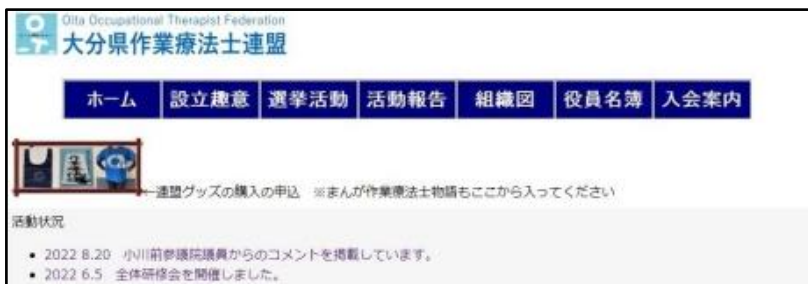 Oita Occupational Therapist Federation
大分県作業療法士連盟
ホーム 設立趣意 選挙活動 活動報告 組織図 役員名簿 入会案内
←連盟グッズの購入の申込 ※まんが作業療法士物語もここから入ってください
活動状況
• 2022 8.20 小川前参議院議員からのコメントを掲載しています。
• 2022 6.5 全体研修会を開催しました。